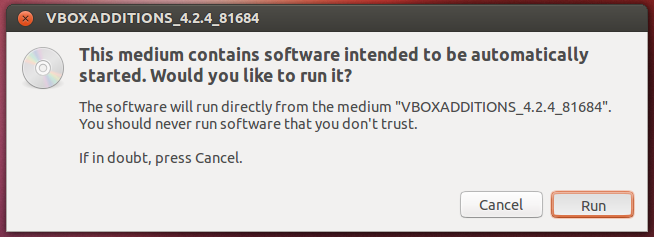 VBOXADDITIONS_4.2.4_81684
This medium contains software intended to be automatically
started. Would you like to run it?
The software will run directly from the medium "VBOXADDITIONS_4.2.4_81684".
You should never run software that you don't trust.
If in doubt, press Cancel.
Cancel
Run